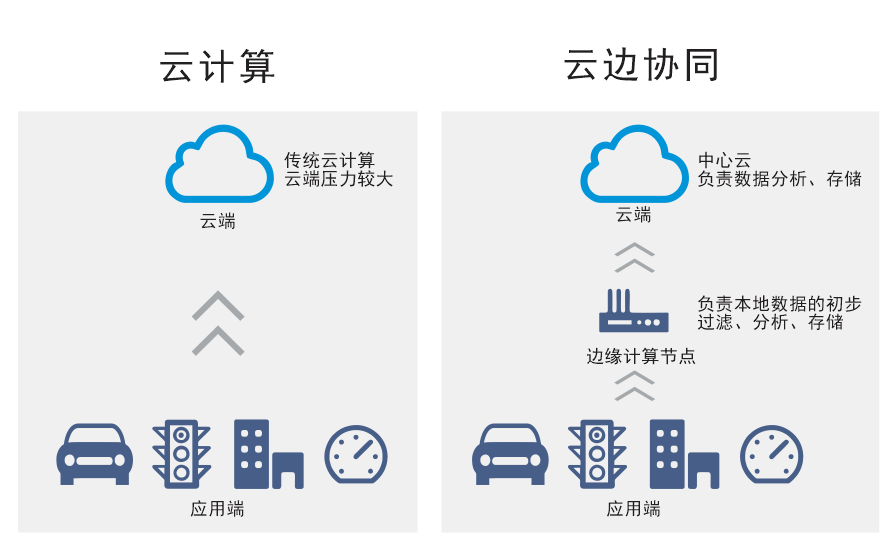 云计算
传统云计算
云端压力较大
云端
应用端
云边协同
中心云
负责数据分析、存储
云端
负责本地数据的初步
过滤、分析、存储
边缘计算节点
应用端